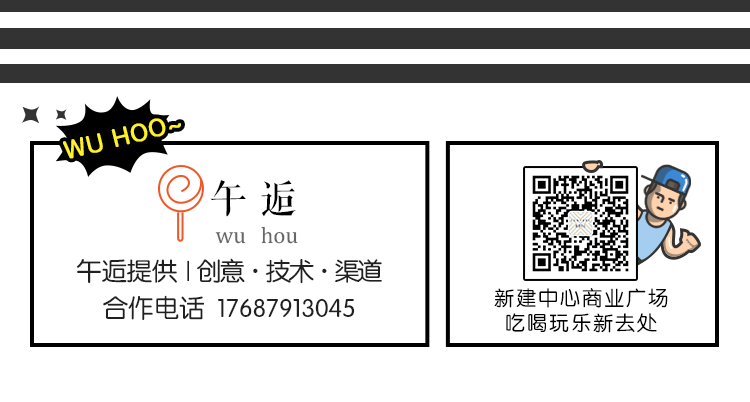 WU HOO~
午逅
wu hou
午逅提供 | 创意·技术·渠道
合作电话 17687913045
新建中心商业广场
吃喝玩乐新去处